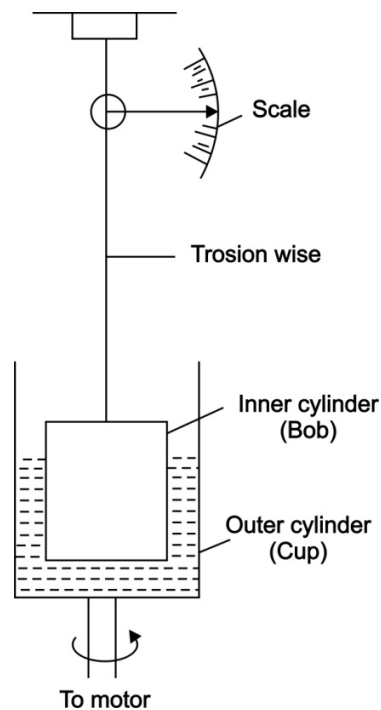 Scale
Trosion wise
Inner cylinder
(Bob)
Outer cylinder
(Cup)
To motor